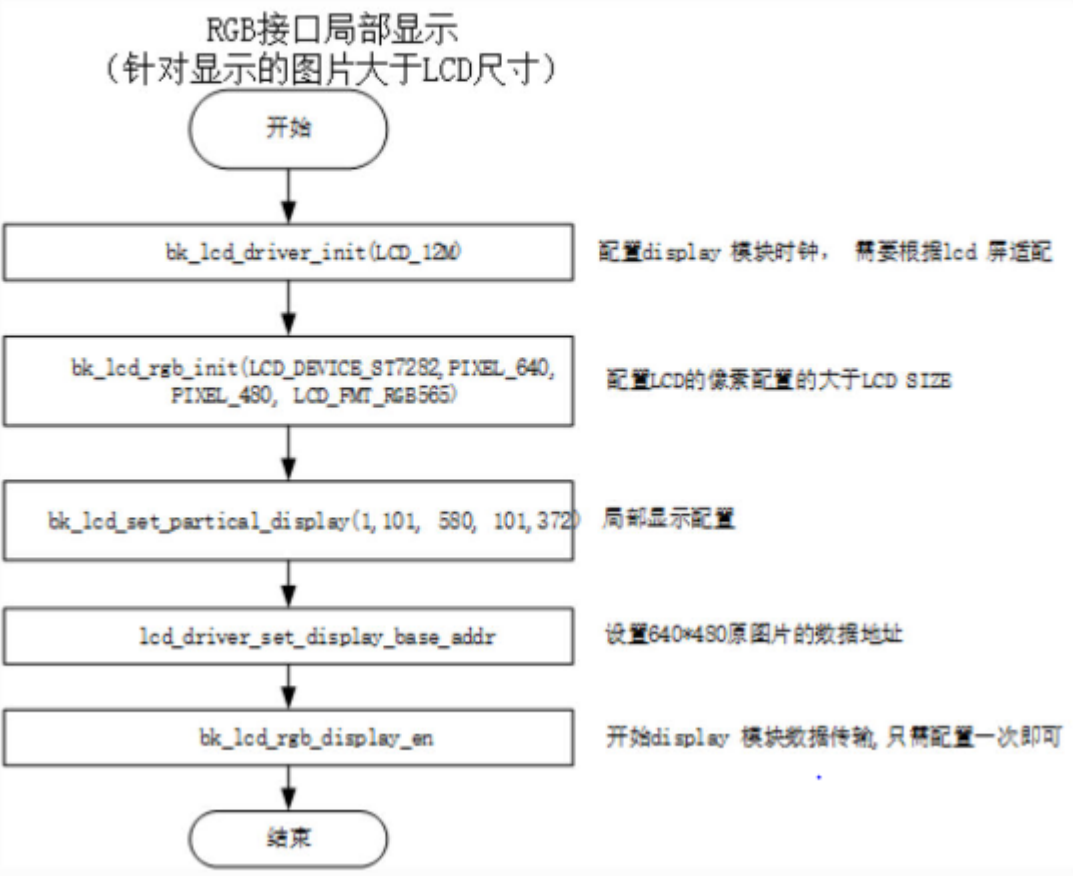 RGB接口局部显示
（针对显示的图片大于LCD尺寸）
开始
bk_lcd_driver_init(LCD_12M)
配置display 模块时钟， 需要根据lcd 屏适配
bk_lcd_rgb_init(LCD_DEVICE_ST7282,PIXEL_640,
PIXEL_480, LCD_FMT_RGB565)
配置LCD的像素配置的大于LCD SIZE
bk_lcd_set_partical_display(1,101, 580, 101,372)
局部显示配置
lcd_driver_set_display_base_addr
设置640*480原图片的数据地址
bk_lcd_rgb_display_en
开始display 模块数据传输,只需配置一次即可
结束